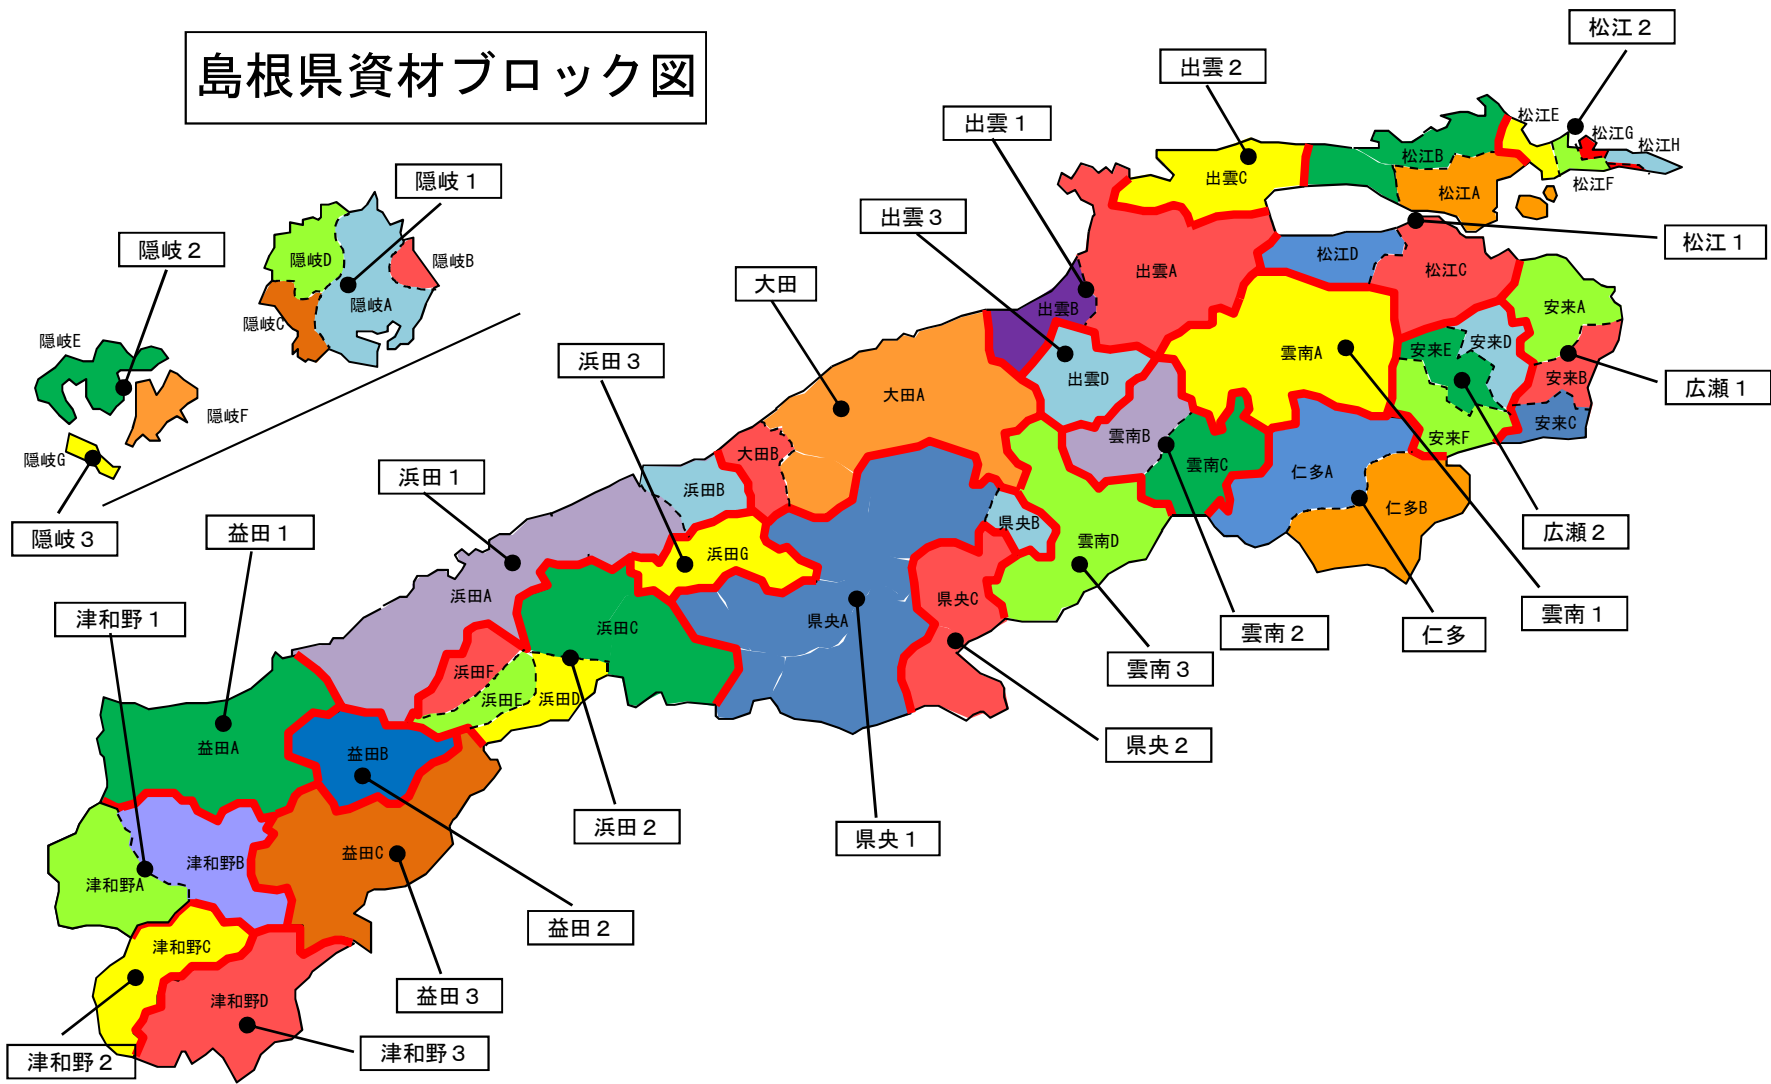 島根県資材ブロック図
松江２
出雲２
出雲１
松江E
松江G
松江H
松江B
松江F
松江A
出雲C
隠岐１
出雲３
松江１
隠岐２
隠岐D
隠岐B
隠岐A
隠岐C
大田
出雲A
松江D
松江C
出雲B
安来A
隠岐E
浜田３
出雲D
雲南A
安来E
安来D
安来B
広瀬１
隠岐F
大田A
安来C
安来F
雲南B
雲南C
隠岐G
大田B
仁多A
仁多B
浜田１
浜田B
隠岐３
益田１
県央B
雲南D
広瀬２
浜田G
浜田A
県央C
県央A
浜田C
津和野１
雲南１
雲南２
仁多
雲南３
浜田F
浜田E
浜田D
益田A
益田B
県央２
浜田２
県央１
益田C
津和野B
津和野A
益田２
津和野C
津和野D
益田３
津和野２
津和野３